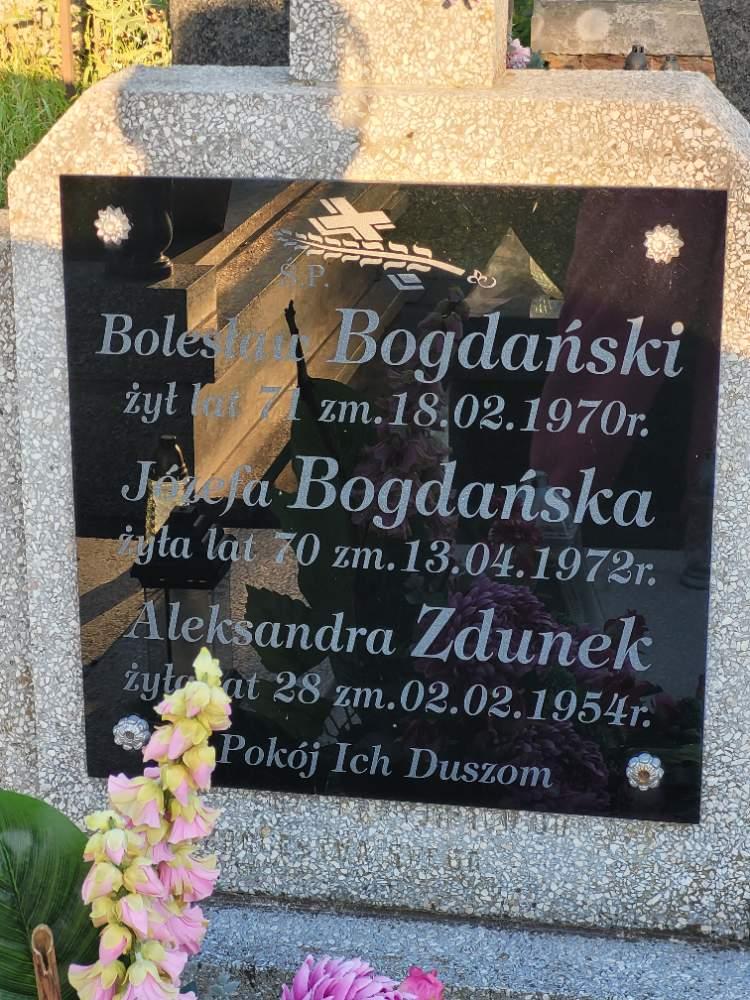 Ś.P.
Bolesław Bogdański
żył lat 71 zm.18.02.1970r.
Józefa Bogdańska
żyła lat 70 zm.13.04.1972r.
Aleksandra Zdunek
żyła lat 28 zm.02.02.1954r.
Pokój Ich Duszom